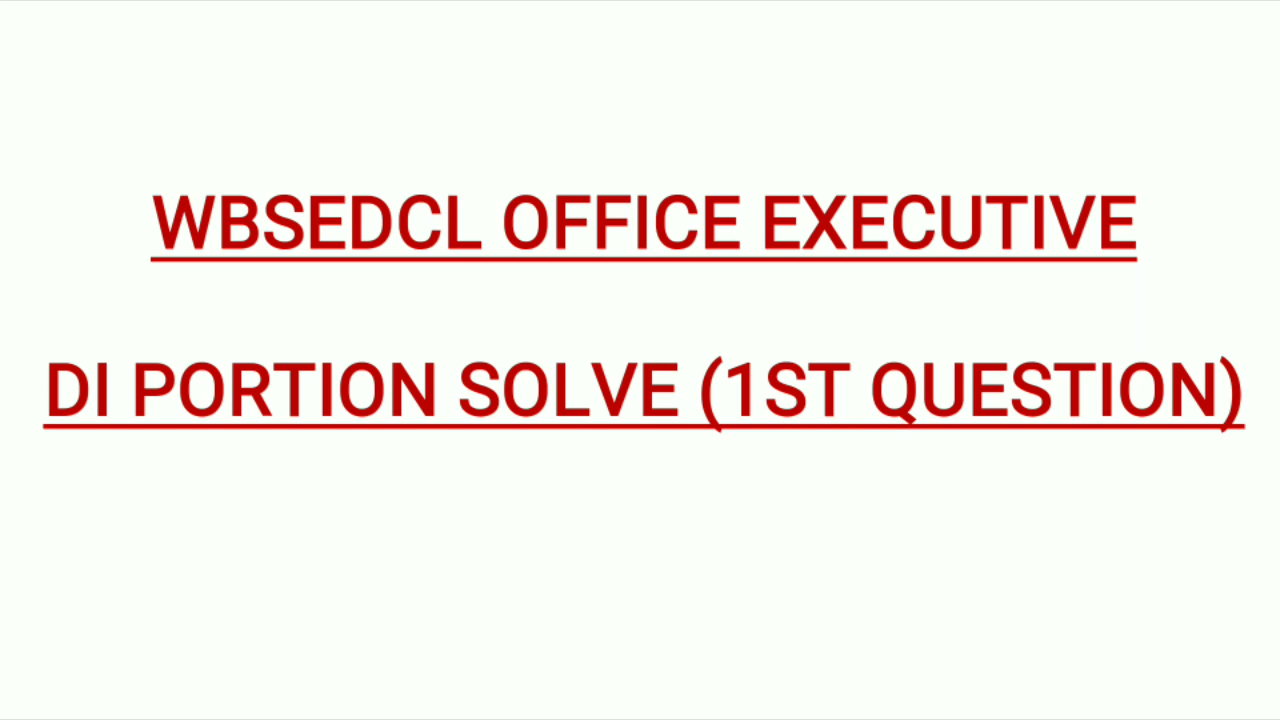 WBSEDCL OFFICE EXECUTIVE
DI PORTION SOLVE (1ST QUESTION)